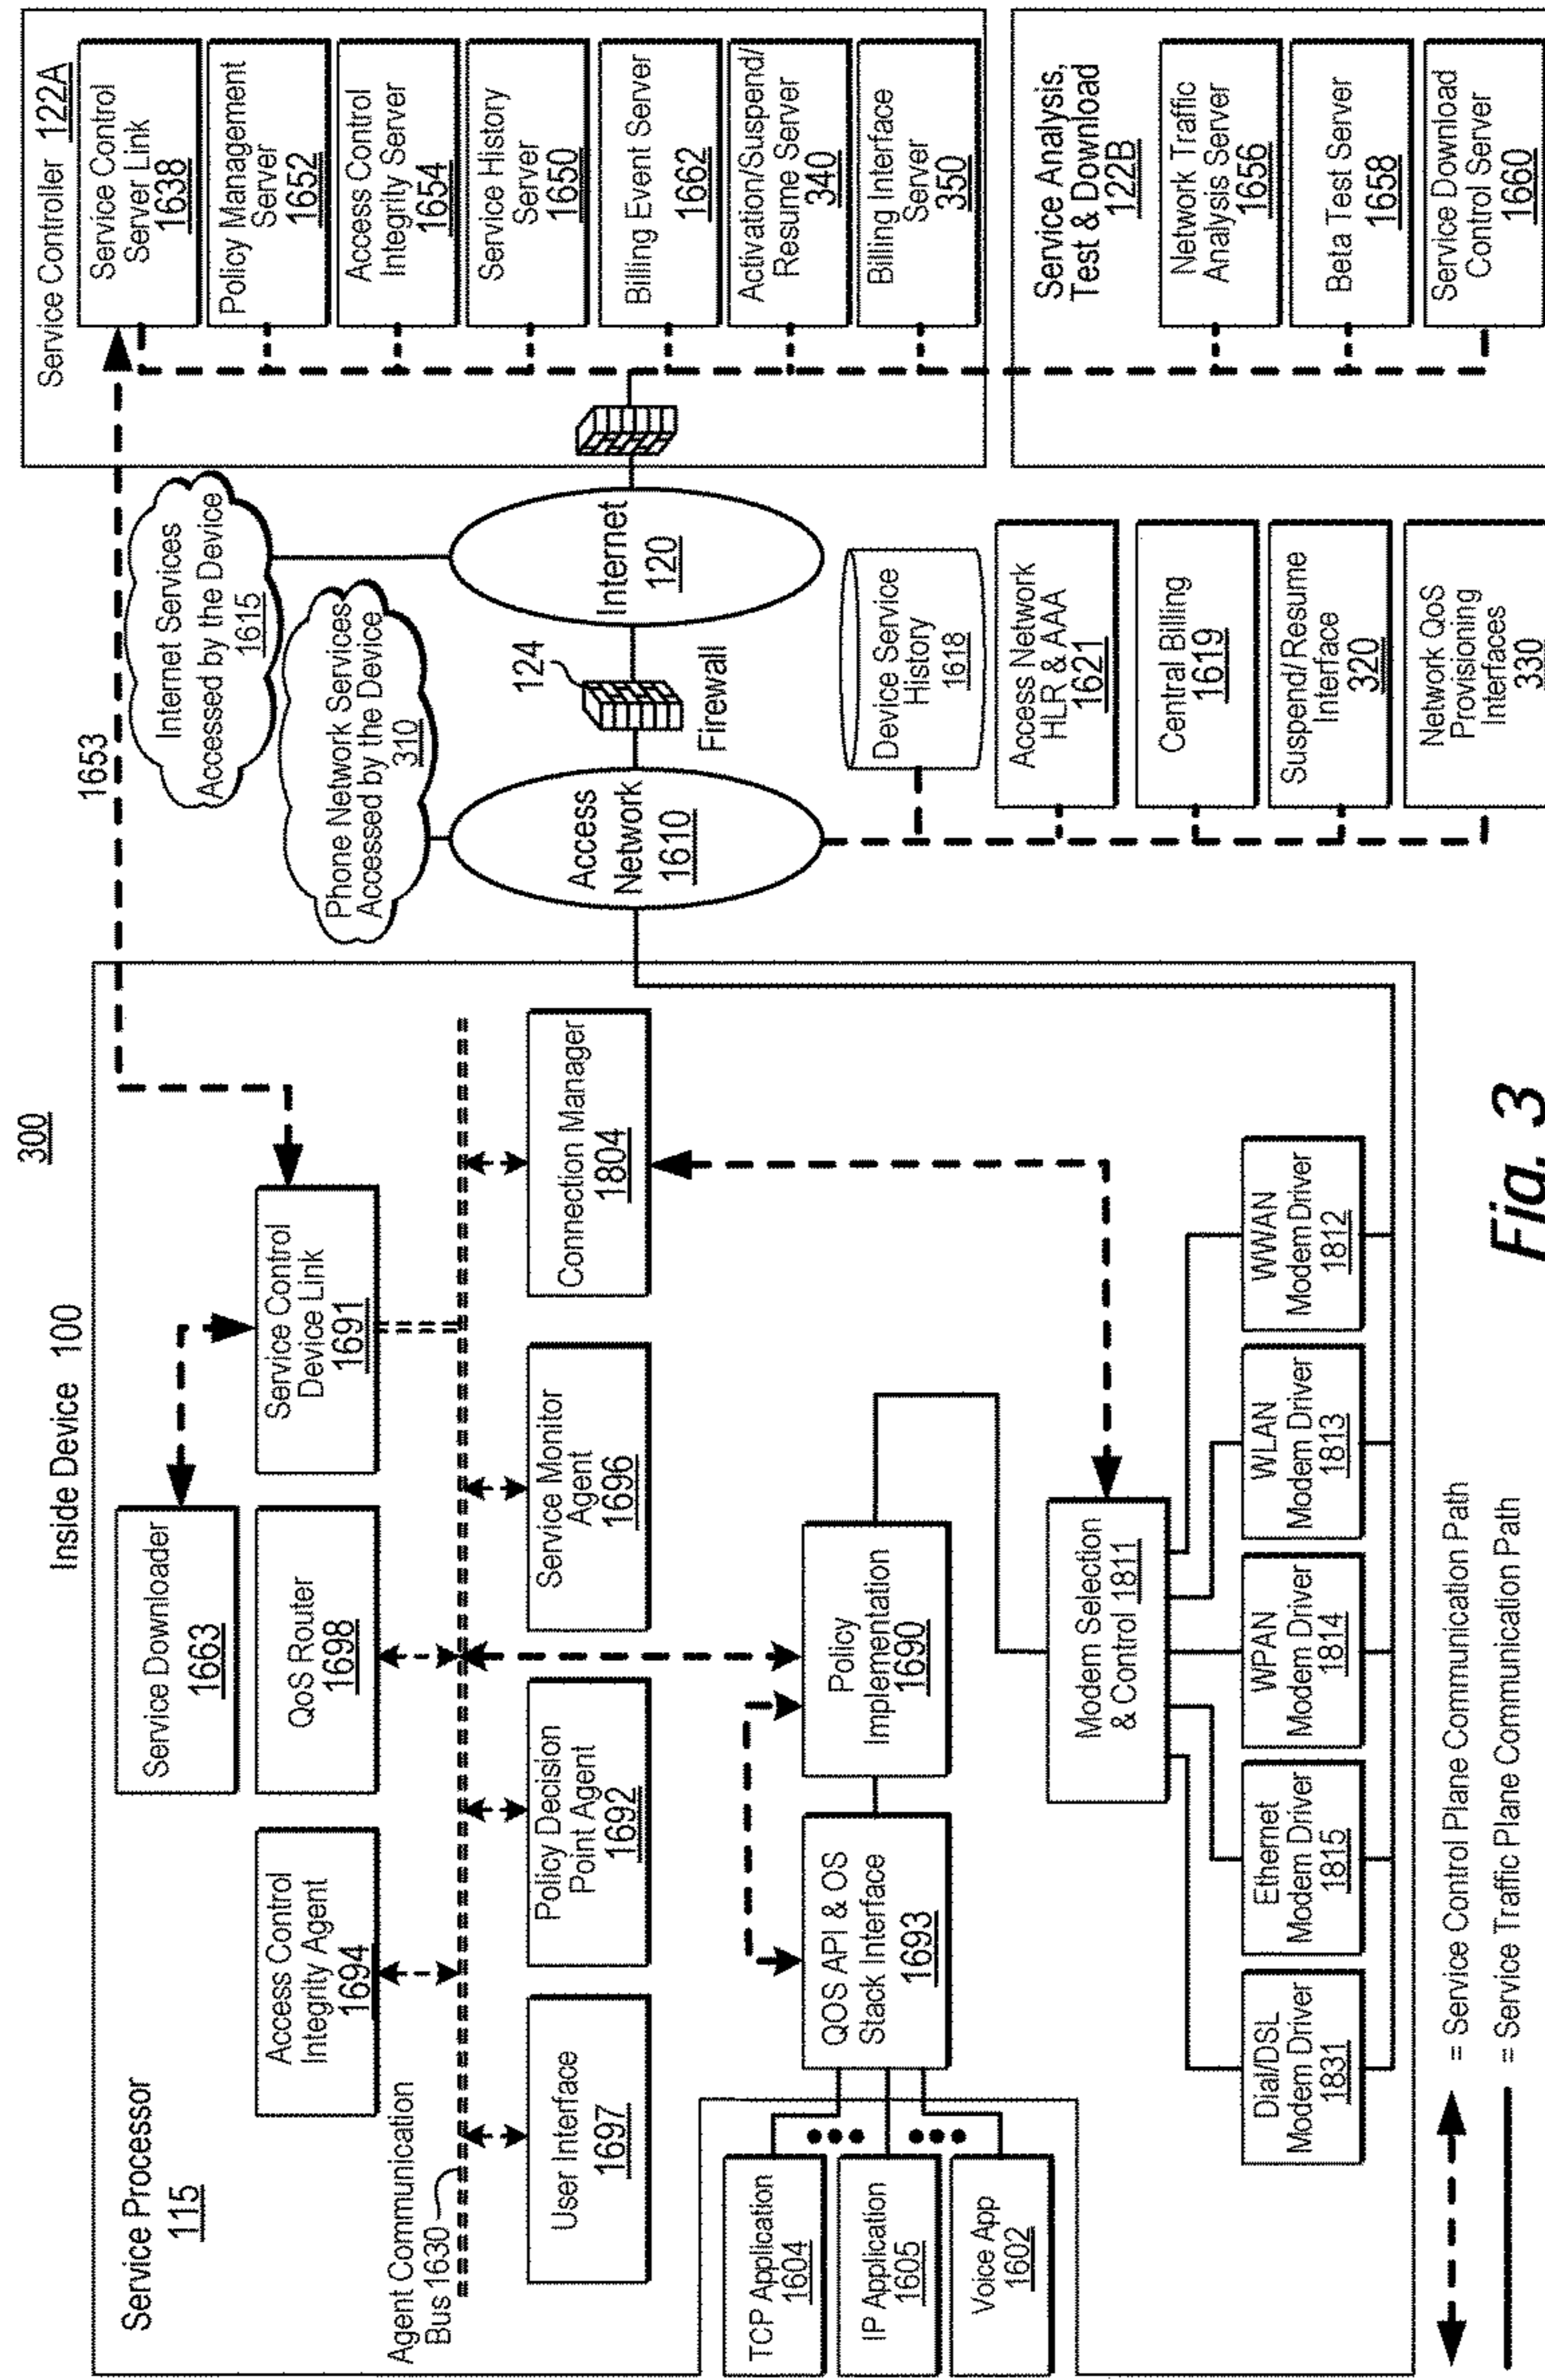 300
Inside Device 100
Service Processor
115
Service Downloader
1663
Access Control
Integrity Agent
1694
QoS Router
1698
Service Control
Device Link
1691
1653
Agent Communication
Bus 1630
User Interface
1697
Policy Decision
Point Agent
1692
Service Monitor
Agent
1696
Connection Manager
1804
TCP Application
1604
IP Application
1605
Voice App
1602
QOS API & OS
Stack Interface
1693
Policy
Implementation
1690
Modem Selection
& Control 1811
Dial/DSL
Modem Driver
1831
Ethernet
Modem Driver
1815
WPAN
Modem Driver
1814
WLAN
Modem Driver
1813
WWAN
Modem Driver
1812
Internet Services
Accessed by the Device
1615
Phone Network Services
Accessed by the Device
310
Access
Network
1610
124
Firewall
Internet
120
Device Service
History
1618
Access Network
HLR & AAA
1621
Central Billing
1619
Suspend/Resume
Interface
320
Network QoS
Provisioning
Interfaces
330
Service Controller 122A
Service Control
Server Link
1638
Policy Management
Server
1652
Access Control
Integrity Server
1654
Service History
Server
1650
Billing Event Server
1662
Activation/Suspend/
Resume Server
340
Billing Interface
Server
350
Service Analysis,
Test & Download
122B
Network Traffic
Analysis Server
1656
Beta Test Server
1658
Service Download
Control Server
1660
= Service Control Plane Communication Path
= Service Traffic Plane Communication Path
Fig. 3